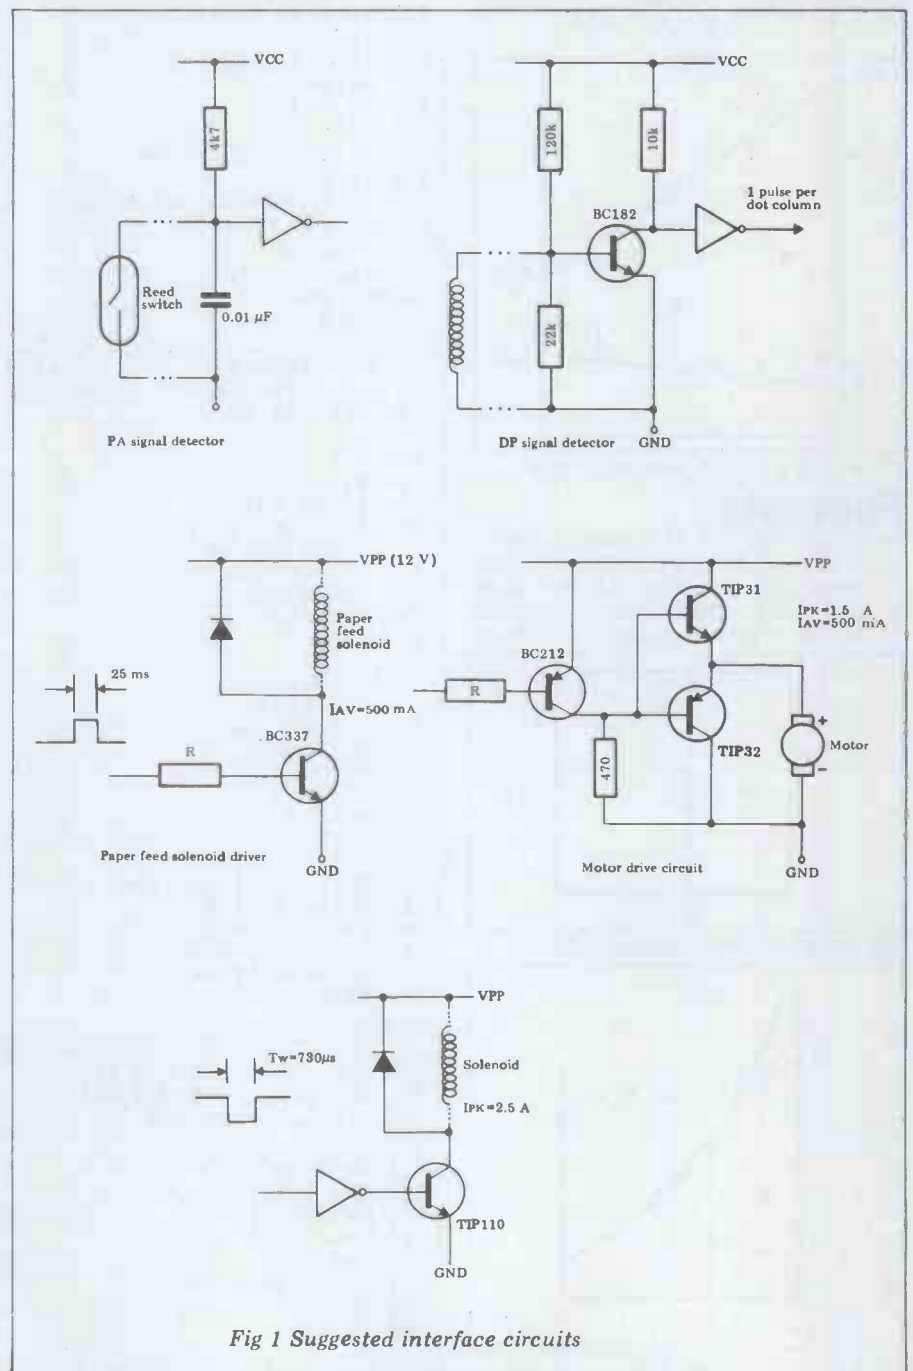 VCC
4k7
Reed
switch
0.01 µF
PA signal detector
VCC
120k
10k
1 pulse per
dot column
BC182
22k
DP signal detector
GND
VPP (12 V)
Paper
feed
solenoid
25 ms
IAV=500 mA
BC337
R
Paper feed solenoid driver
GND
VPP
TIP31
IPK=1.5 A
IAV=500 mA
BC212
R
TIP32
+
Motor
−
470
Motor drive circuit
GND
VPP
Tw=730µs
Solenoid
IPK=2.5 A
TIP110
GND
Fig 1 Suggested interface circuits